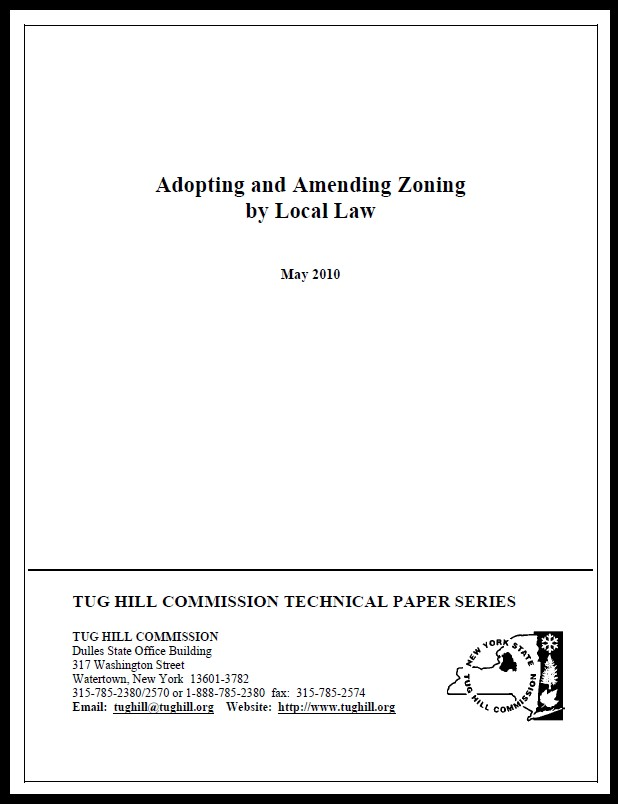 Adopting and Amending Zoning
by Local Law
May 2010
TUG HILL COMMISSION TECHNICAL PAPER SERIES
TUG HILL COMMISSION
Dulles State Office Building
317 Washington Street
Watertown, New York 13601-3782
315-785-2380/2570 or 1-888-785-2380 fax: 315-785-2574
Email: tughill@tughill.org Website: http://www.tughill.org
NEW YORK STATE
TUG HILL COMMISSION